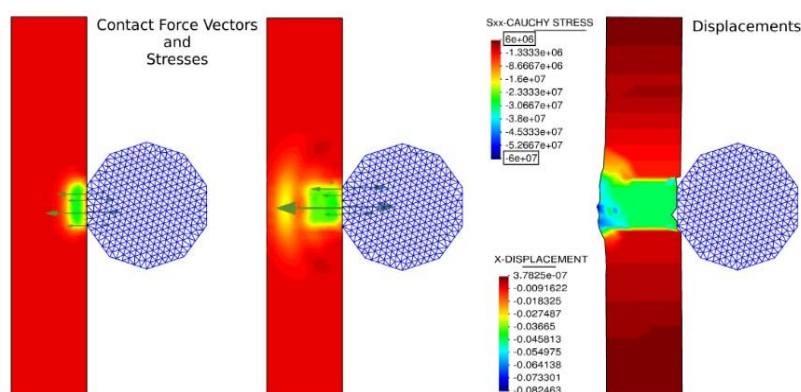 Contact Force Vectors
and
Stresses
Sxx-CAUCHY STRESS
6e+06
-1.3333e+06
-8.6667e+06
-1.6e+07
-2.3333e+07
-3.0667e+07
-3.8e+07
-4.5333e+07
-5.2667e+07
-6e+07
Displacements
X-DISPLACEMENT
3.7825e-07
-0.0091622
-0.018325
-0.027487
-0.03665
-0.045813
-0.054975
-0.064138
-0.073301
-0.082463